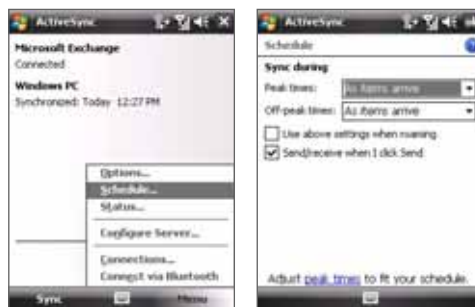 ActiveSync
Microsoft Exchange
Connected
Windows PC
Synchronized: Today 12:27 PM
Options...
Schedule...
Status...
Configure Server...
Connections...
Connect via Bluetooth
Sync
Menu
ActiveSync
Schedule
Sync during
Peak times: As items arrive
Off-peak times: As items arrive
Use above settings when roaming
Send/receive when I click Send
Adjust peak times to fit your schedule.